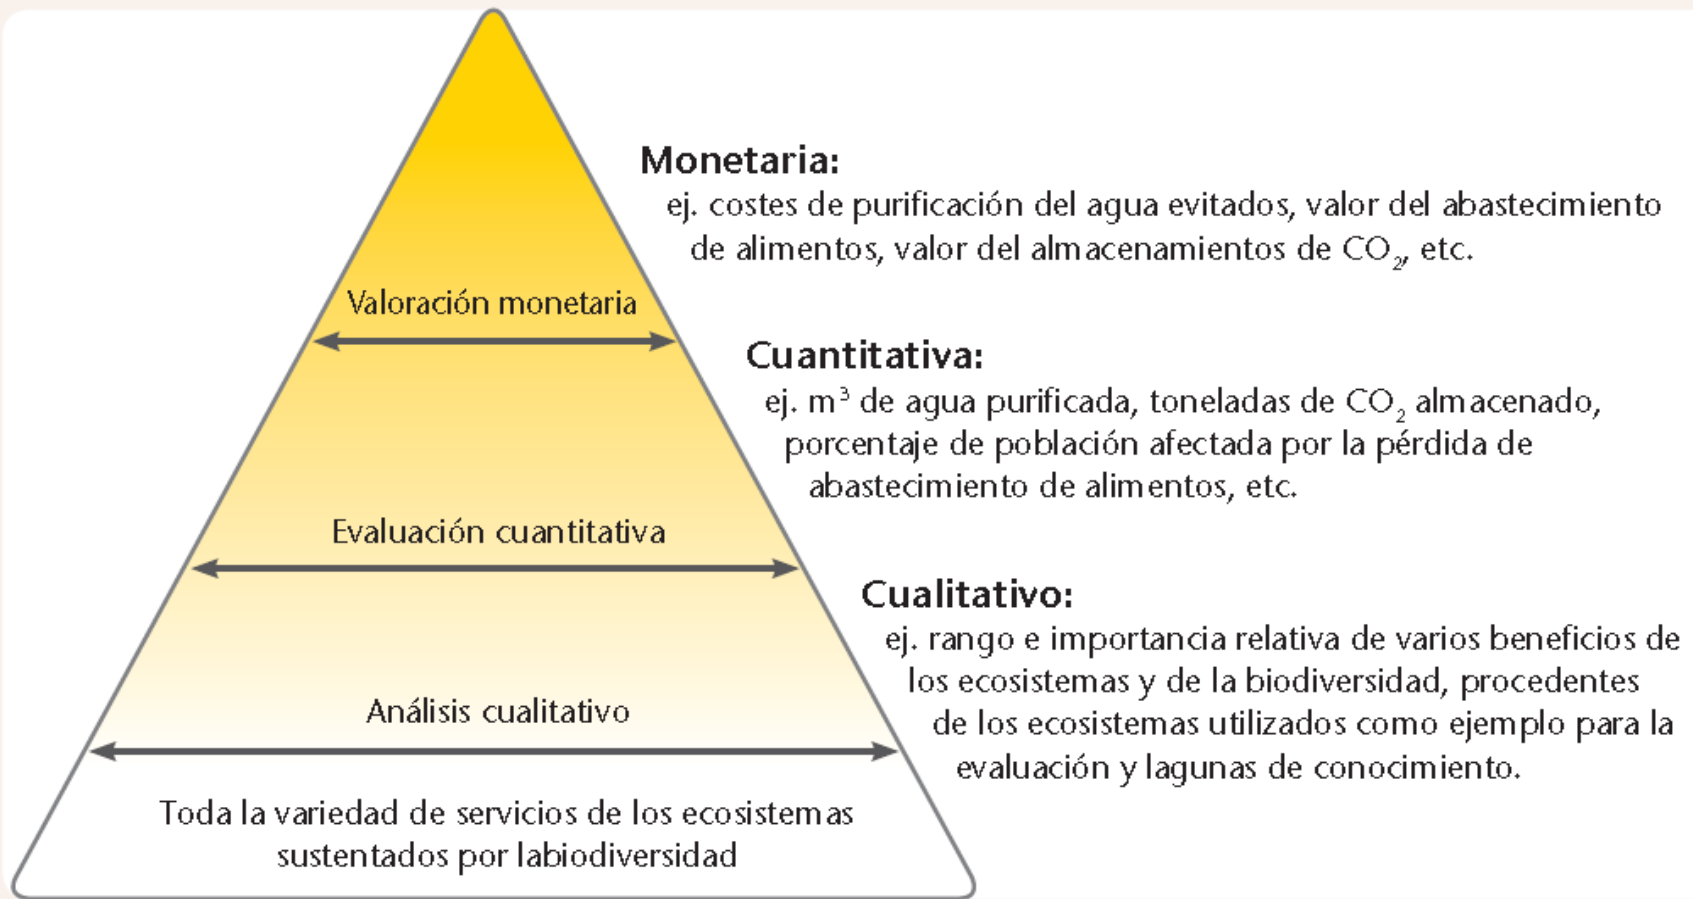 Monetaria:
ej. costes de purificación del agua evitados, valor del abastecimiento
de alimentos, valor del almacenamientos de CO₂, etc.
Valoración monetaria
Cuantitativa:
ej. m³ de agua purificada, toneladas de CO₂ almacenado,
porcentaje de población afectada por la pérdida de
abastecimiento de alimentos, etc.
Evaluación cuantitativa
Cualitativo:
ej. rango e importancia relativa de varios beneficios de
los ecosistemas y de la biodiversidad, procedentes
de los ecosistemas utilizados como ejemplo para la
evaluación y lagunas de conocimiento.
Análisis cualitativo
Toda la variedad de servicios de los ecosistemas
sustentados por labiodiversidad